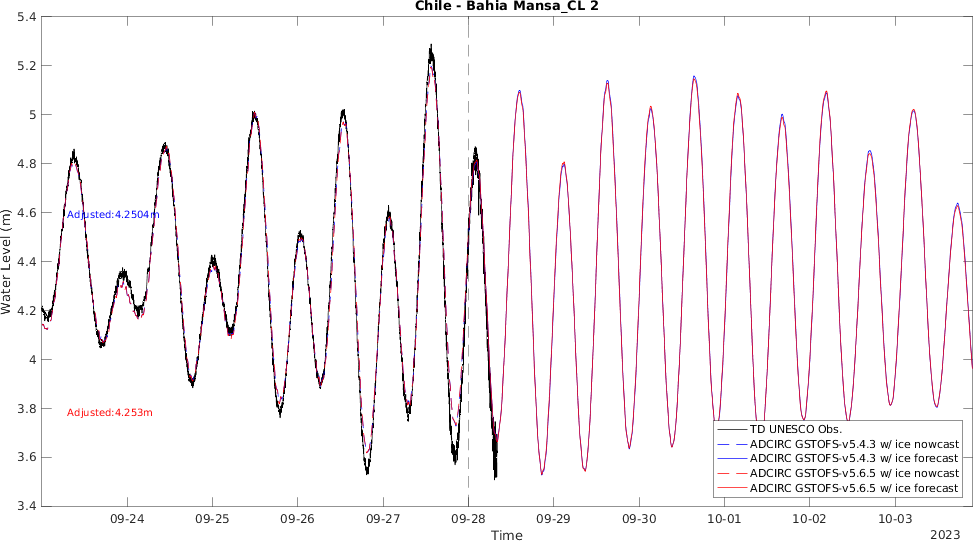 Chile - Bahia Mansa_CL 2
5.4
5.2
5
4.8
4.6
4.4
4.2
4
3.8
3.6
3.4
Water Level (m)
Adjusted:4.2504m
Adjusted:4.253m
TD UNESCO Obs.
ADCIRC GSTOFS-v5.4.3 w/ ice nowcast
ADCIRC GSTOFS-v5.4.3 w/ ice forecast
ADCIRC GSTOFS-v5.6.5 w/ ice nowcast
ADCIRC GSTOFS-v5.6.5 w/ ice forecast
09-24 09-25 09-26 09-27 09-28 09-29 09-30 10-01 10-02 10-03
Time
2023